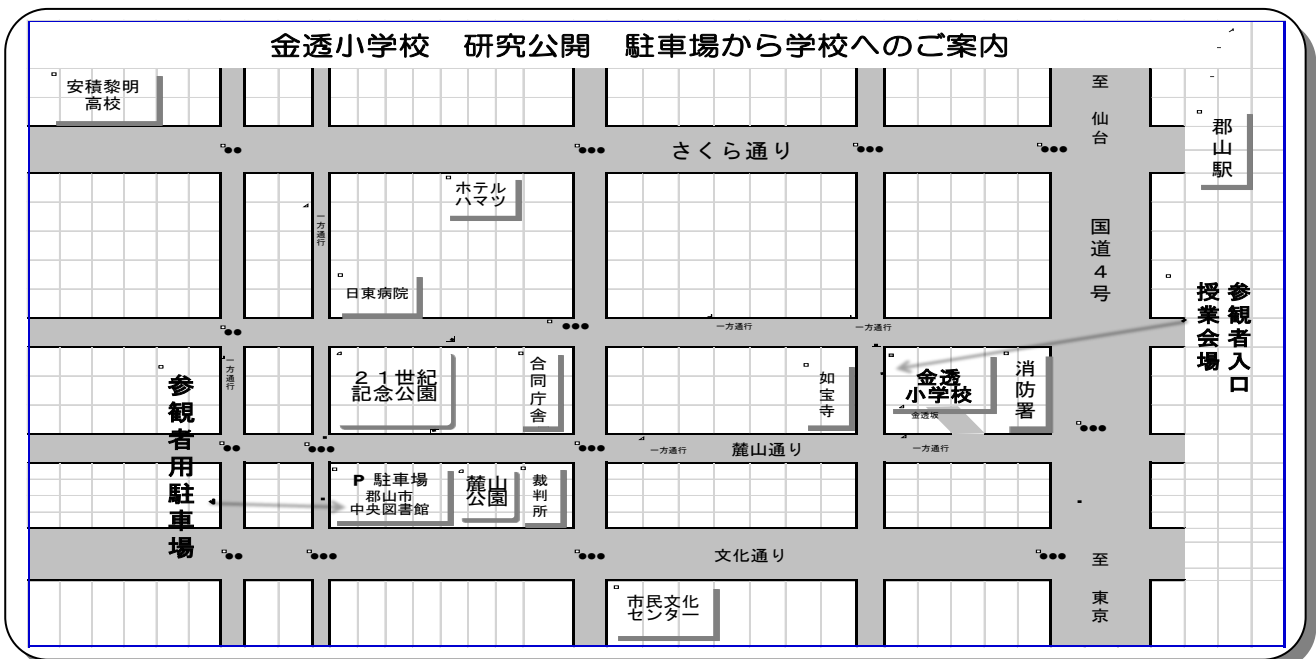 金透小学校　研究公開　駐車場から学校へのご案内
安積黎明
高校
至　仙台
郡山駅
さくら通り
ホテル
ハマツ
一方通行
国道４号
日東病院
参観者入口
授業会場
一方通行
一方通行
一方通行
２１世紀
記念公園
合同庁舎
如宝寺
金透
小学校
金透坂
消防署
参観者用駐車場
一方通行
麓山通り
一方通行
P 駐車場
郡山市
中央図書館
麓山
公園
裁判所
文化通り
至　東京
市民文化
センター